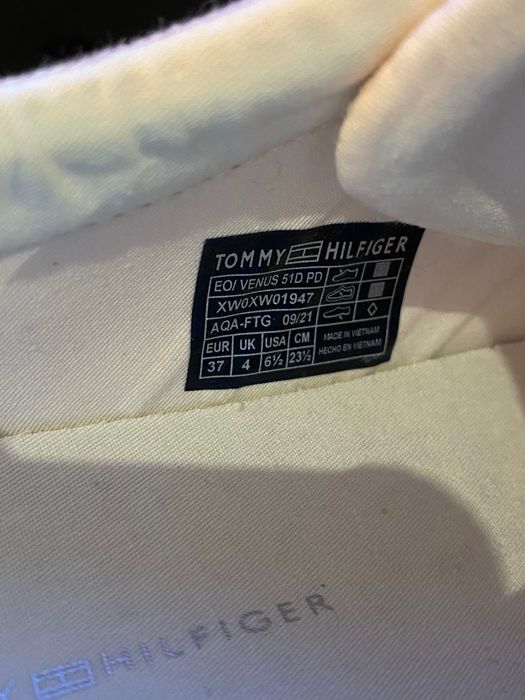 TOMMY HILFIGER
EO/ VENUS 51D PD
XW0XW01947
AQA-FTG 09/21
EUR UK USA CM
37 4 6½ 23½
MADE IN VIETNAM
HECHO EN VIETNAM
Y HILFIGER